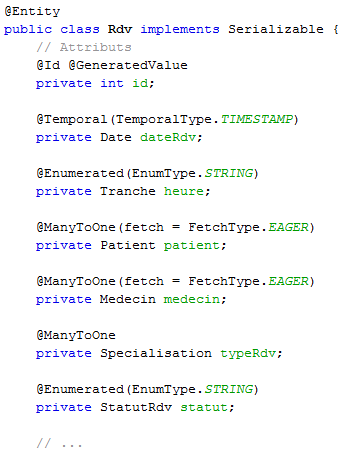 @Entity
public class Rdv implements Serializable {
// Attributs
@Id @GeneratedValue
private int id;
@Temporal(TemporalType.TIMESTAMP)
private Date dateRdv;
@Enumerated(EnumType.STRING)
private Tranche heure;
@ManyToOne(fetch = FetchType.EAGER)
private Patient patient;
@ManyToOne(fetch = FetchType.EAGER)
private Medecin medecin;
@ManyToOne
private Specialisation typeRdv;
@Enumerated(EnumType.STRING)
private StatutRdv statut;
// ...